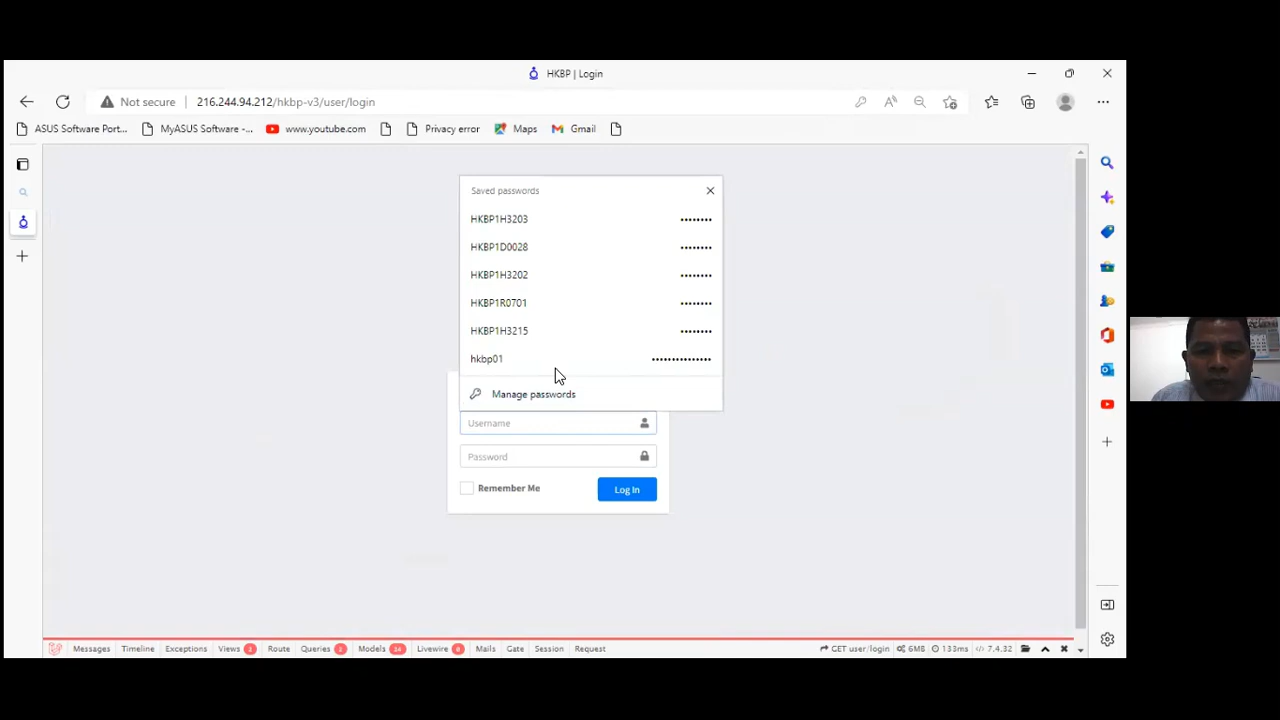 HKBP | Login
Not secure 216.244.94.212/hkbp-v3/user/login
ASUS Software Port... MyASUS Software -... www.youtube.com Privacy error Maps Gmail
Saved passwords
HKBP1H3203 ••••••••
HKBP1D0028 ••••••••
HKBP1H3202 ••••••••
HKBP1R0701 ••••••••
HKBP1H3215 ••••••••
hkbp01 •••••••••••••••
Manage passwords
Username
Password
Remember Me Log In
Messages Timeline Exceptions Views Route Queries Models Livewire Mails Gate Session Request GET user/login 6MB 133ms 7.4.32